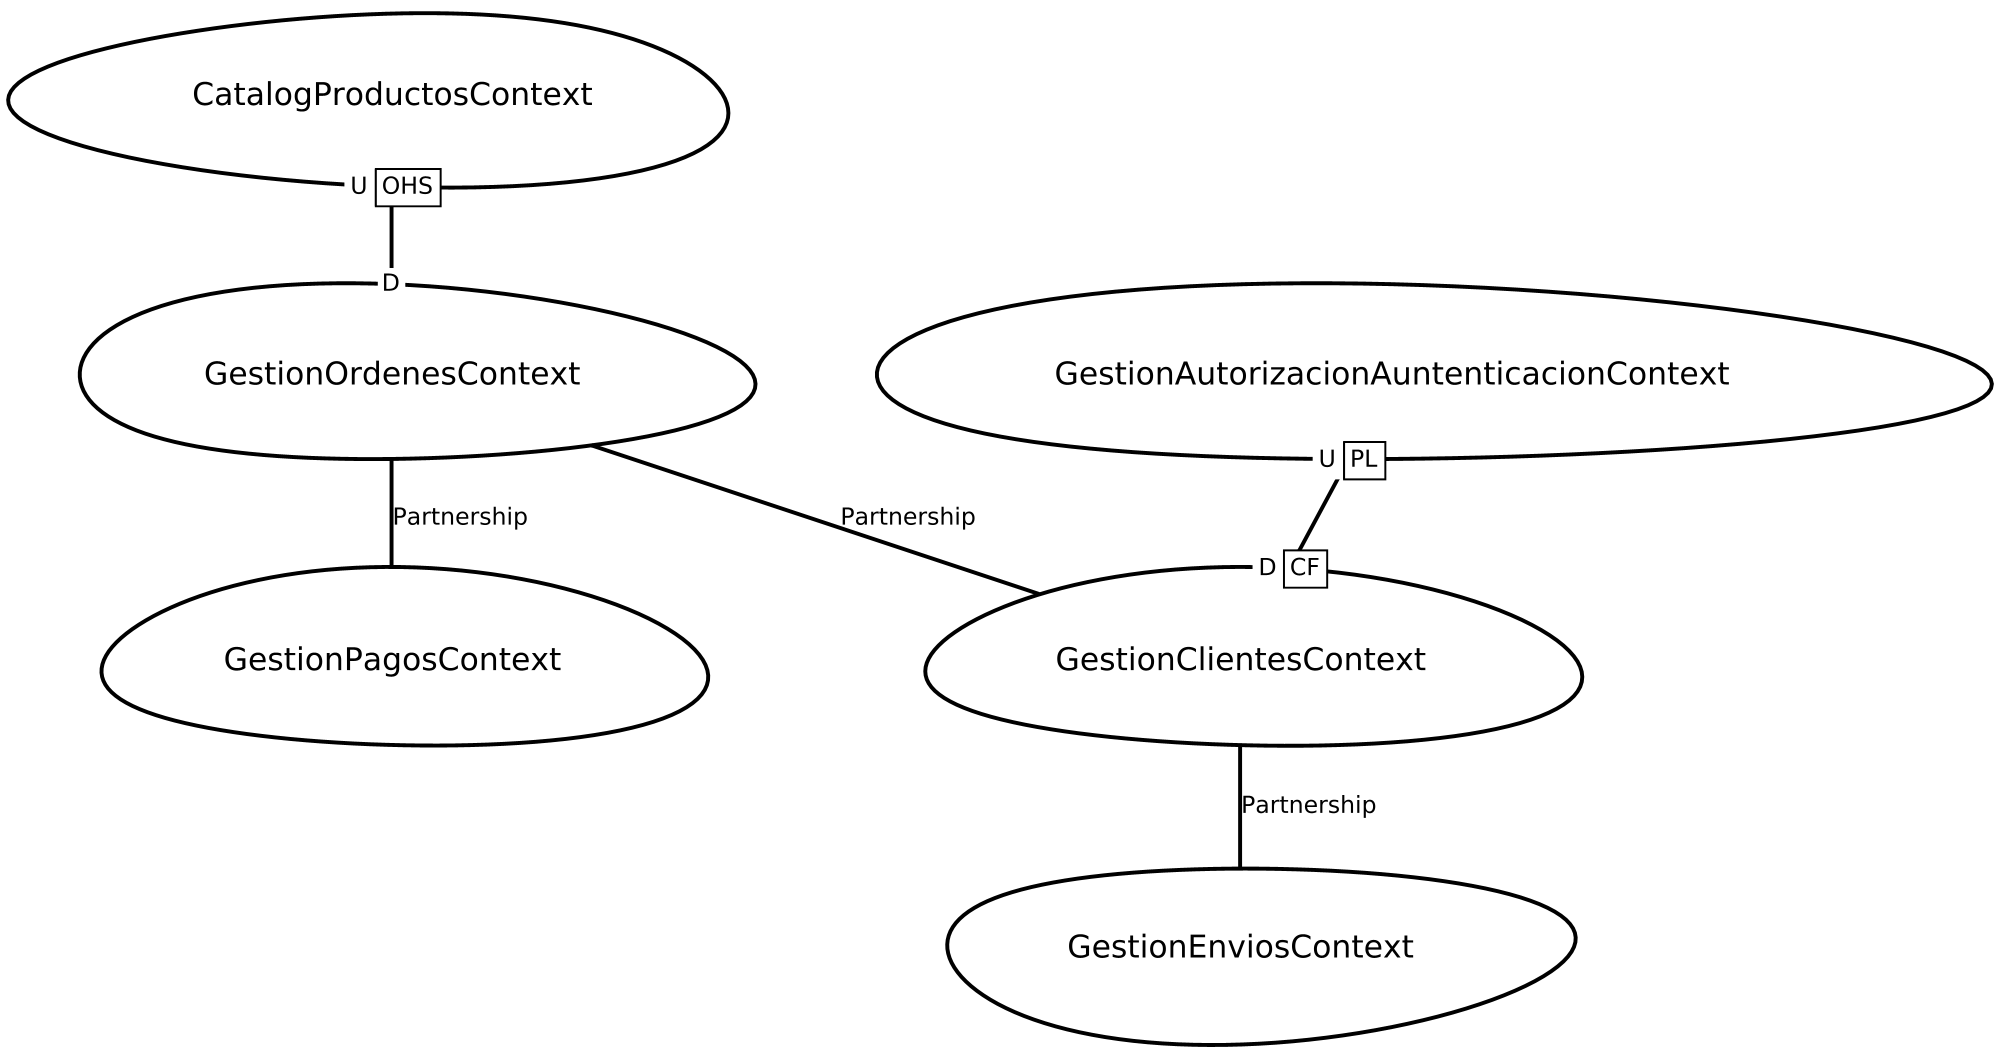 CatalogProductosContext
U OHS
D
GestionOrdenesContext
GestionAutorizacionAuntenticacionContext
U PL
Partnership
Partnership
D CF
GestionPagosContext
GestionClientesContext
Partnership
GestionEnviosContext